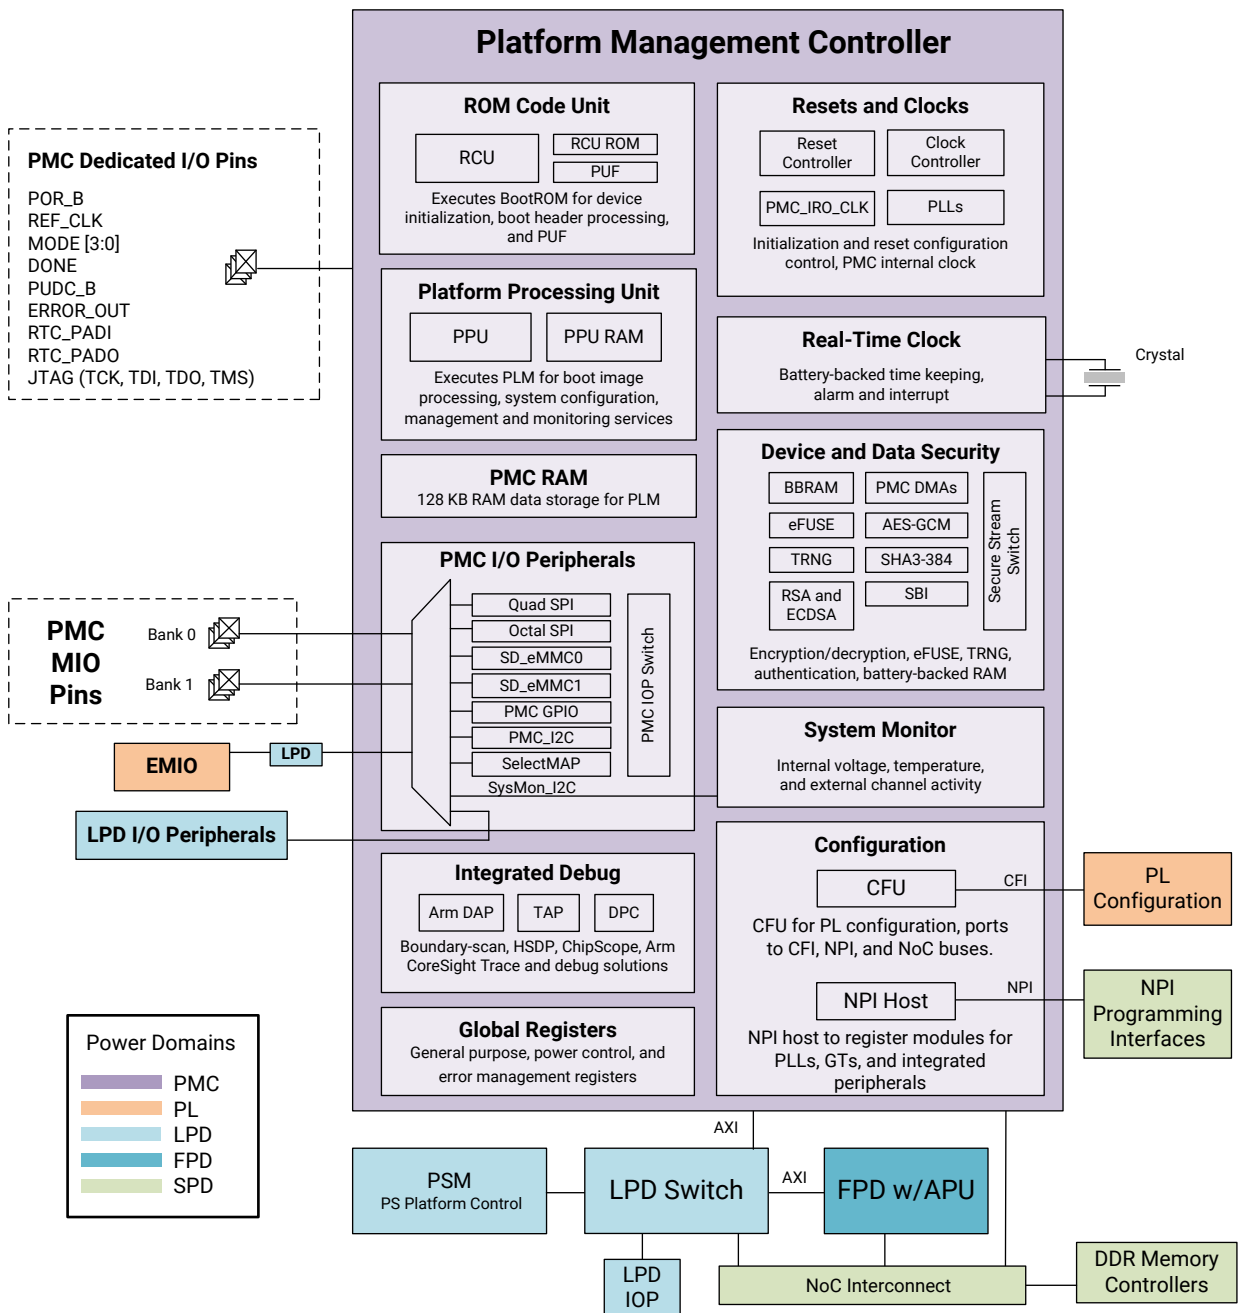 Platform Management Controller
PMC Dedicated I/O Pins
POR_B
REF_CLK
MODE [3:0]
DONE
PUDC_B
ERROR_OUT
RTC_PADI
RTC_PADO
JTAG (TCK, TDI, TDO, TMS)
ROM Code Unit
RCU
RCU ROM
PUF
Executes BootROM for device
initialization, boot header processing,
and PUF
Resets and Clocks
Reset
Controller
Clock
Controller
PMC_IRO_CLK
PLLs
Initialization and reset configuration
control, PMC internal clock
Platform Processing Unit
PPU
PPU RAM
Executes PLM for boot image
processing, system configuration,
management and monitoring services
Real-Time Clock
Battery-backed time keeping,
alarm and interrupt
Crystal
PMC RAM
128 KB RAM data storage for PLM
Device and Data Security
BBRAM
PMC DMAs
eFUSE
AES-GCM
TRNG
SHA3-384
RSA and
ECDSA
SBI
Secure Stream
Switch
Encryption/decryption, eFUSE, TRNG,
authentication, battery-backed RAM
PMC I/O Peripherals
Quad SPI
Octal SPI
SD_eMMC0
SD_eMMC1
PMC GPIO
PMC_I2C
SelectMAP
SysMon_I2C
PMC IOP Switch
PMC
MIO
Pins
Bank 0
Bank 1
EMIO
LPD
LPD I/O Peripherals
System Monitor
Internal voltage, temperature,
and external channel activity
Integrated Debug
Arm DAP
TAP
DPC
Boundary-scan, HSDP, ChipScope, Arm
CoreSight Trace and debug solutions
Configuration
CFU
CFI
CFU for PL configuration, ports
to CFI, NPI, and NoC buses.
NPI Host
NPI
NPI host to register modules for
PLLs, GTs, and integrated
peripherals
PL
Configuration
NPI
Programming
Interfaces
Global Registers
General purpose, power control, and
error management registers
Power Domains
PMC
PL
LPD
FPD
SPD
AXI
PSM
PS Platform Control
LPD Switch
AXI
FPD w/APU
LPD
IOP
NoC Interconnect
DDR Memory
Controllers